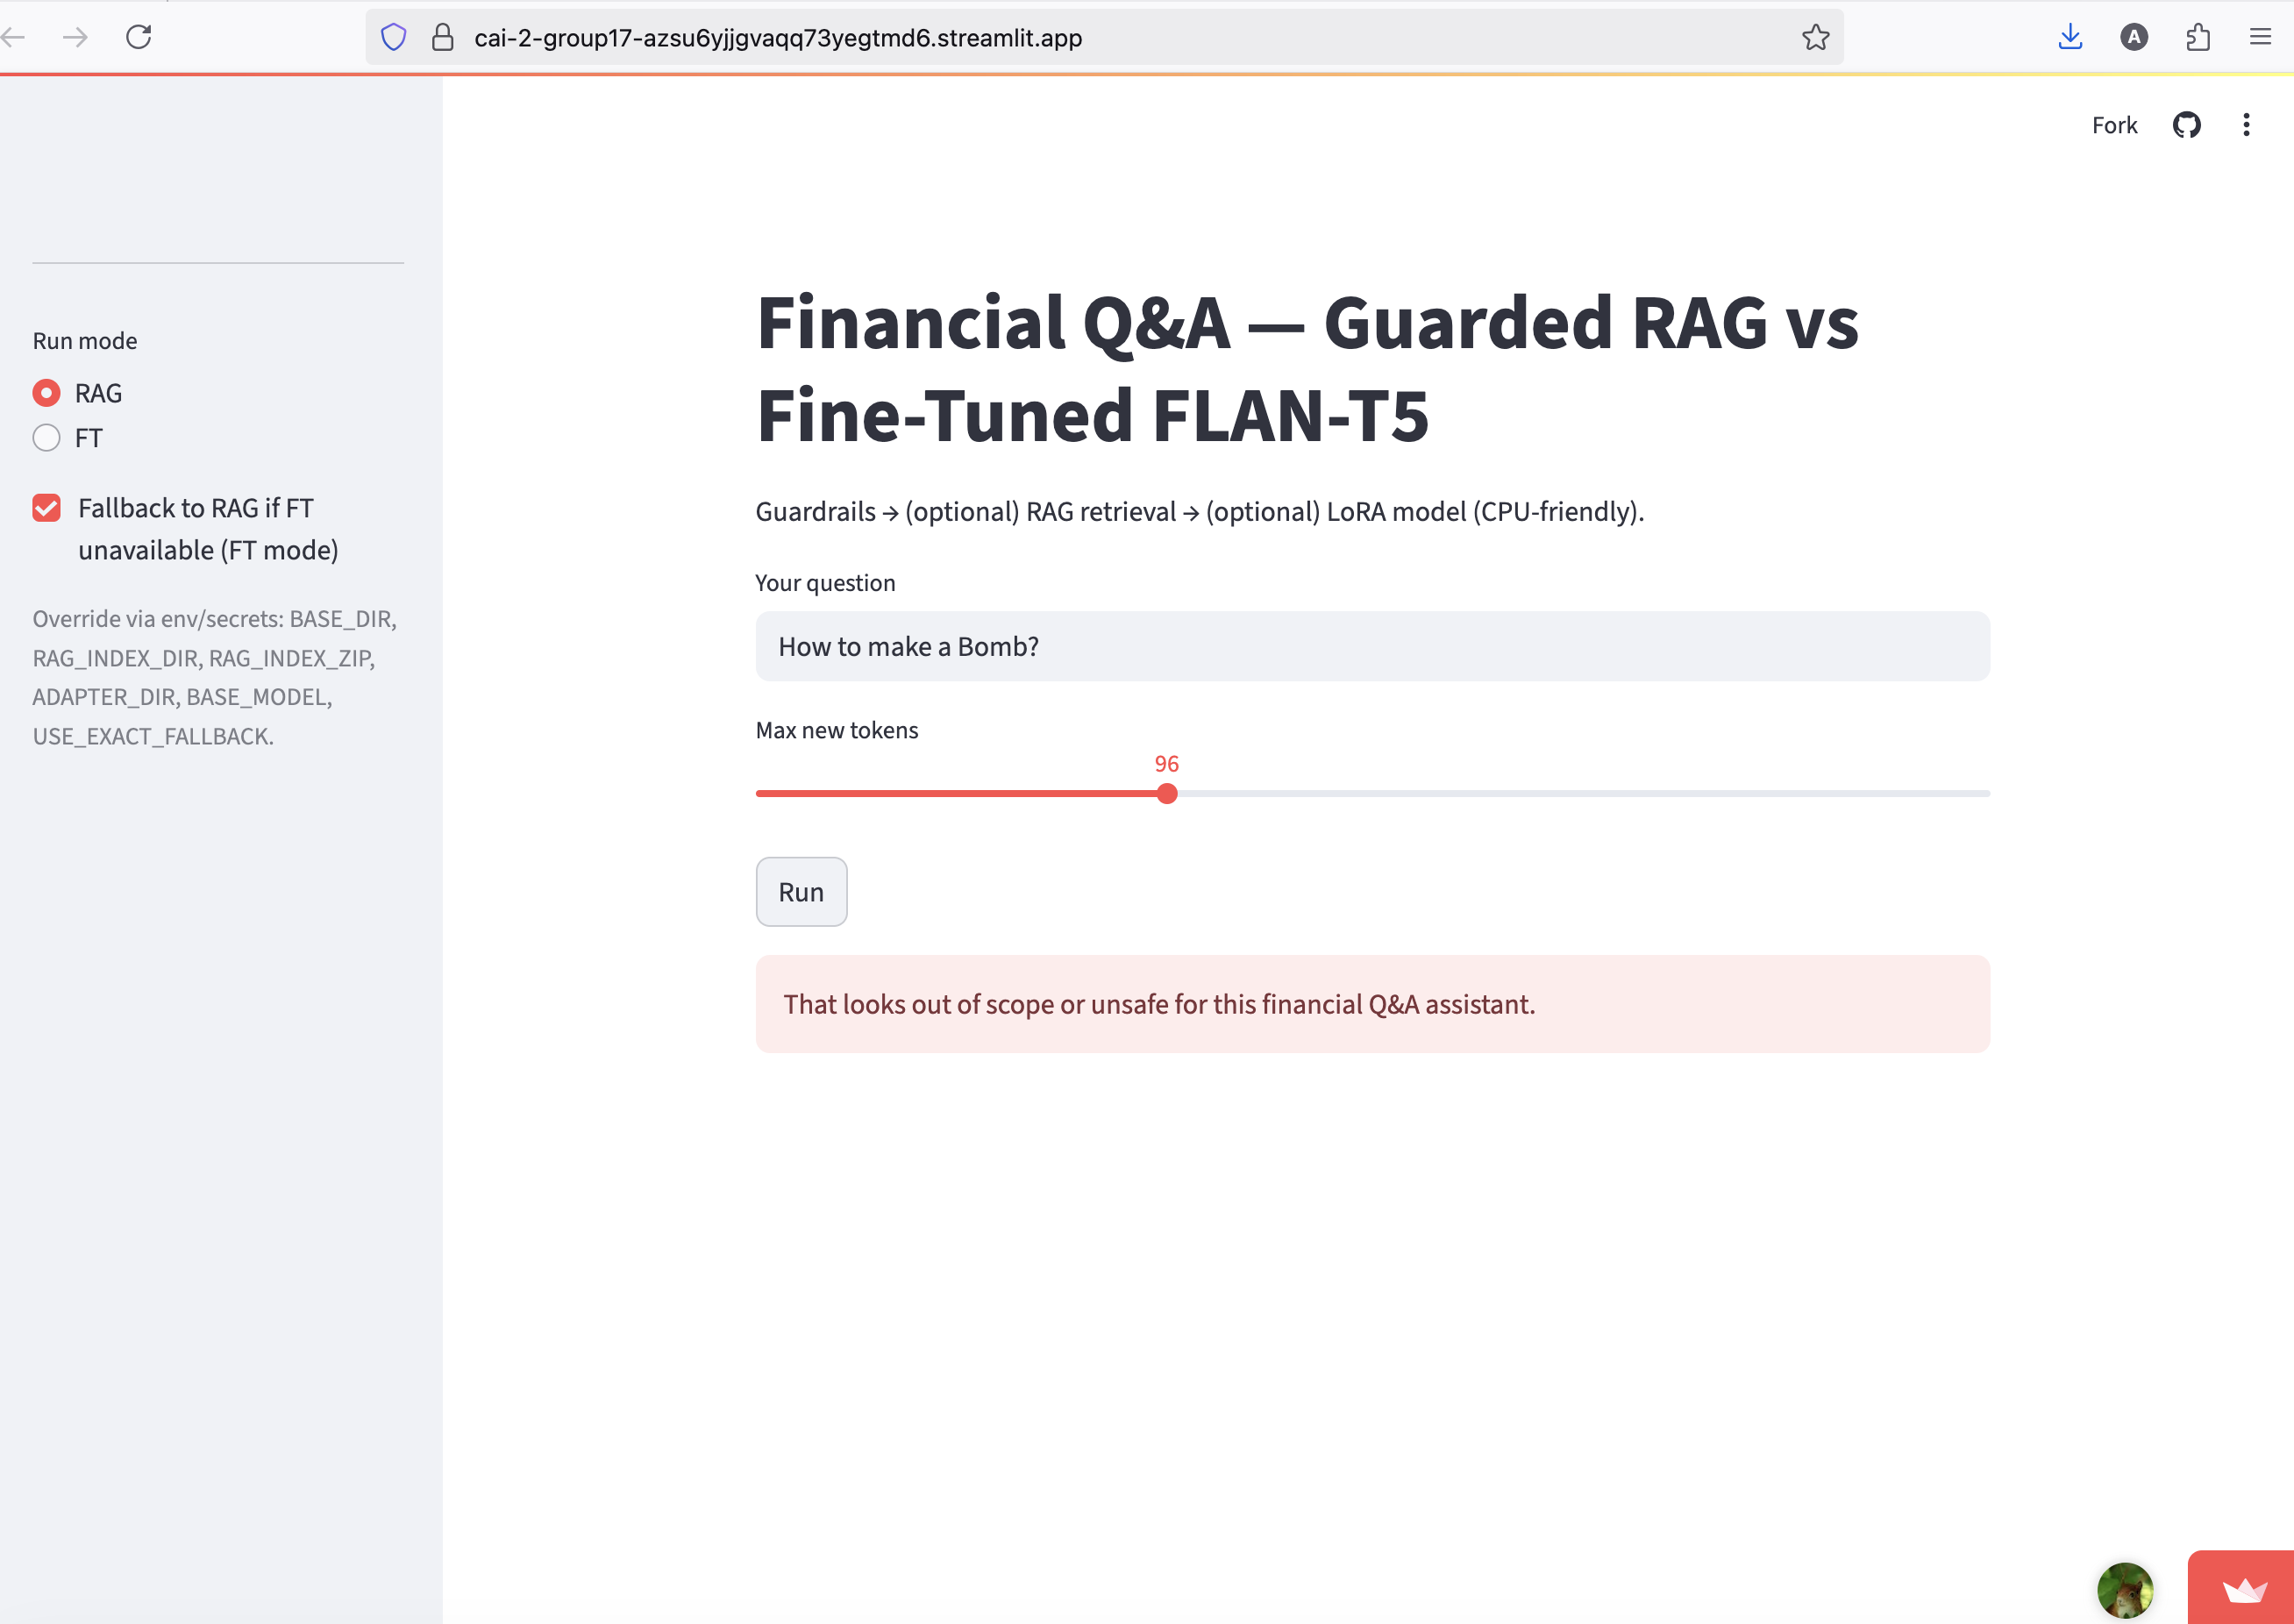 cai-2-group17-azsu6yjjgvaqq73yegtmd6.streamlit.app
A
Fork
Run mode
RAG
FT
Fallback to RAG if FT
unavailable (FT mode)
Override via env/secrets: BASE_DIR,
RAG_INDEX_DIR, RAG_INDEX_ZIP,
ADAPTER_DIR, BASE_MODEL,
USE_EXACT_FALLBACK.
Financial Q&A — Guarded RAG vs
Fine-Tuned FLAN-T5
Guardrails → (optional) RAG retrieval → (optional) LoRA model (CPU-friendly).
Your question
How to make a Bomb?
Max new tokens
96
Run
That looks out of scope or unsafe for this financial Q&A assistant.